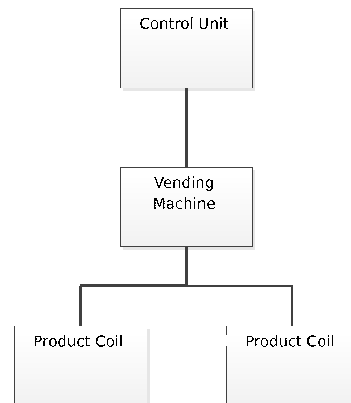 Control Unit
Vending
Machine
Product Coil
Product Coil